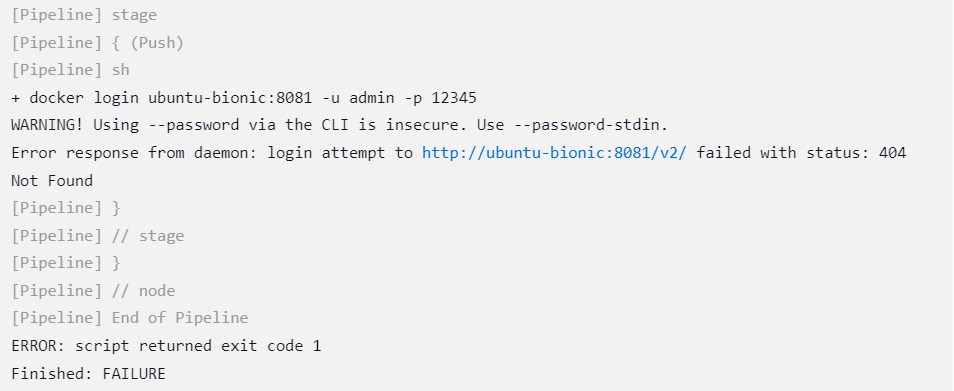 [Pipeline] stage
[Pipeline] { (Push)
[Pipeline] sh
+ docker login ubuntu-bionic:8081 -u admin -p 12345
WARNING! Using --password via the CLI is insecure. Use --password-stdin.
Error response from daemon: login attempt to http://ubuntu-bionic:8081/v2/ failed with status: 404
Not Found
[Pipeline] }
[Pipeline] // stage
[Pipeline] }
[Pipeline] // node
[Pipeline] End of Pipeline
ERROR: script returned exit code 1
Finished: FAILURE